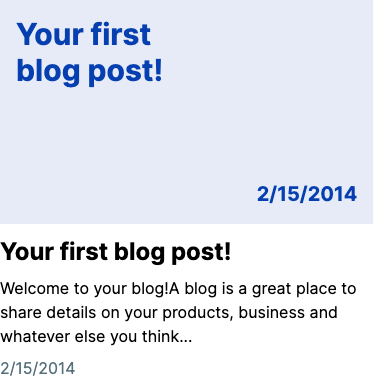 Your first
blog post!
2/15/2014
Your first blog post!
Welcome to your blog!A blog is a great place to
share details on your products, business and
whatever else you think...
2/15/2014